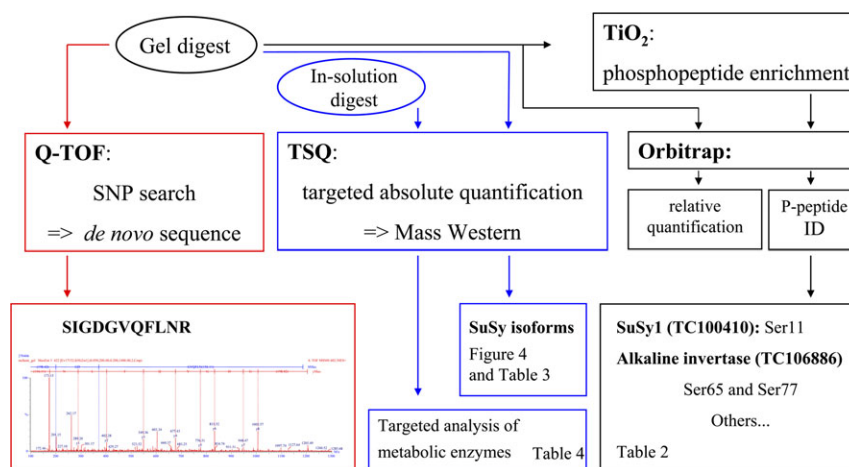 Gel digest
TiO2:
phosphopeptide enrichment
In-solution
digest
Q-TOF:
SNP search
=> de novo sequence
TSQ:
targeted absolute quantification
=> Mass Western
Orbitrap:
relative
quantification
P-peptide
ID
SIGDGVQFLNR
SuSy isoforms
Figure 4
and Table 3
Targeted analysis of
metabolic enzymes Table 4
SuSy1 (TC100410): Ser11
Alkaline invertase (TC106886)
Ser65 and Ser77
Others...
Table 2